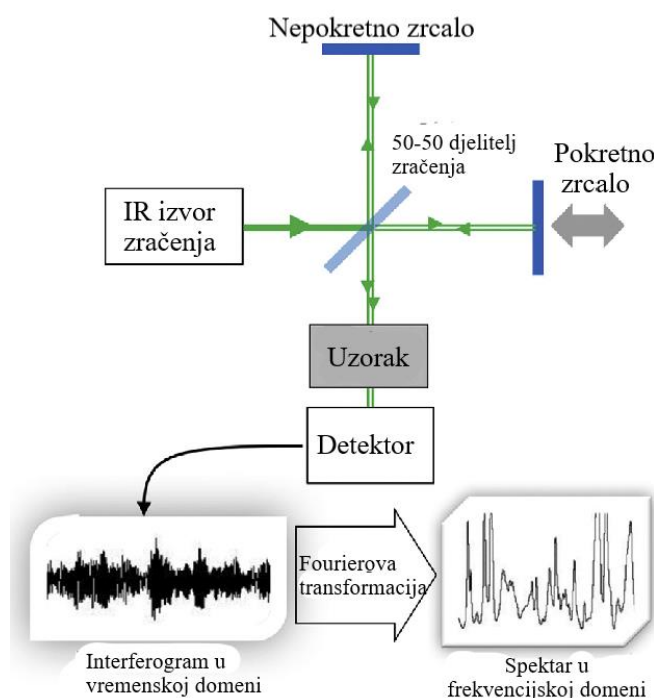 Nepokretno zrcalo
50-50 djelitelj
zračenja
Pokretno
zrcalo
IR izvor
zračenja
Uzorak
Detektor
Fourierova
transformacija
Interferogram u
vremenskoj domeni
Spektar u
frekvencijskoj domeni